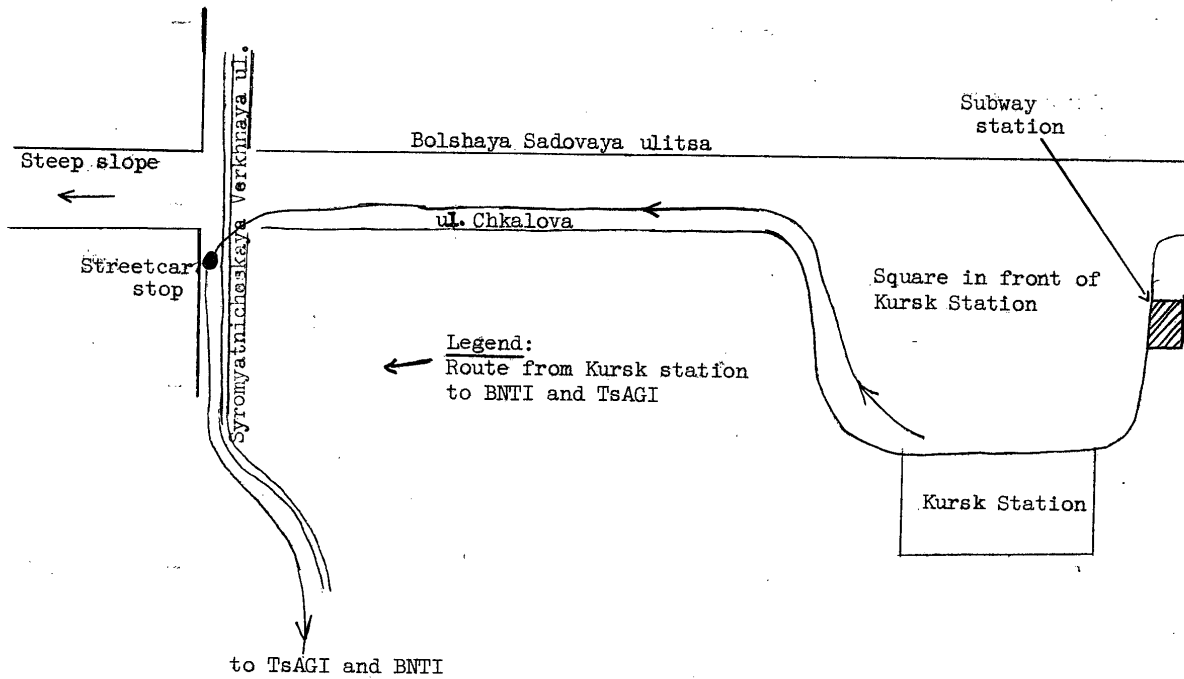 Syromyatnicheskaya Verkhnaya ul.
Subway
station
Bolshaya Sadovaya ulitsa
Steep slope
ul. Chkalova
Streetcar
stop
Square in front of
Kursk Station
Legend:
Route from Kursk station
to BNTI and TsAGI
Kursk Station
to TsAGI and BNTI